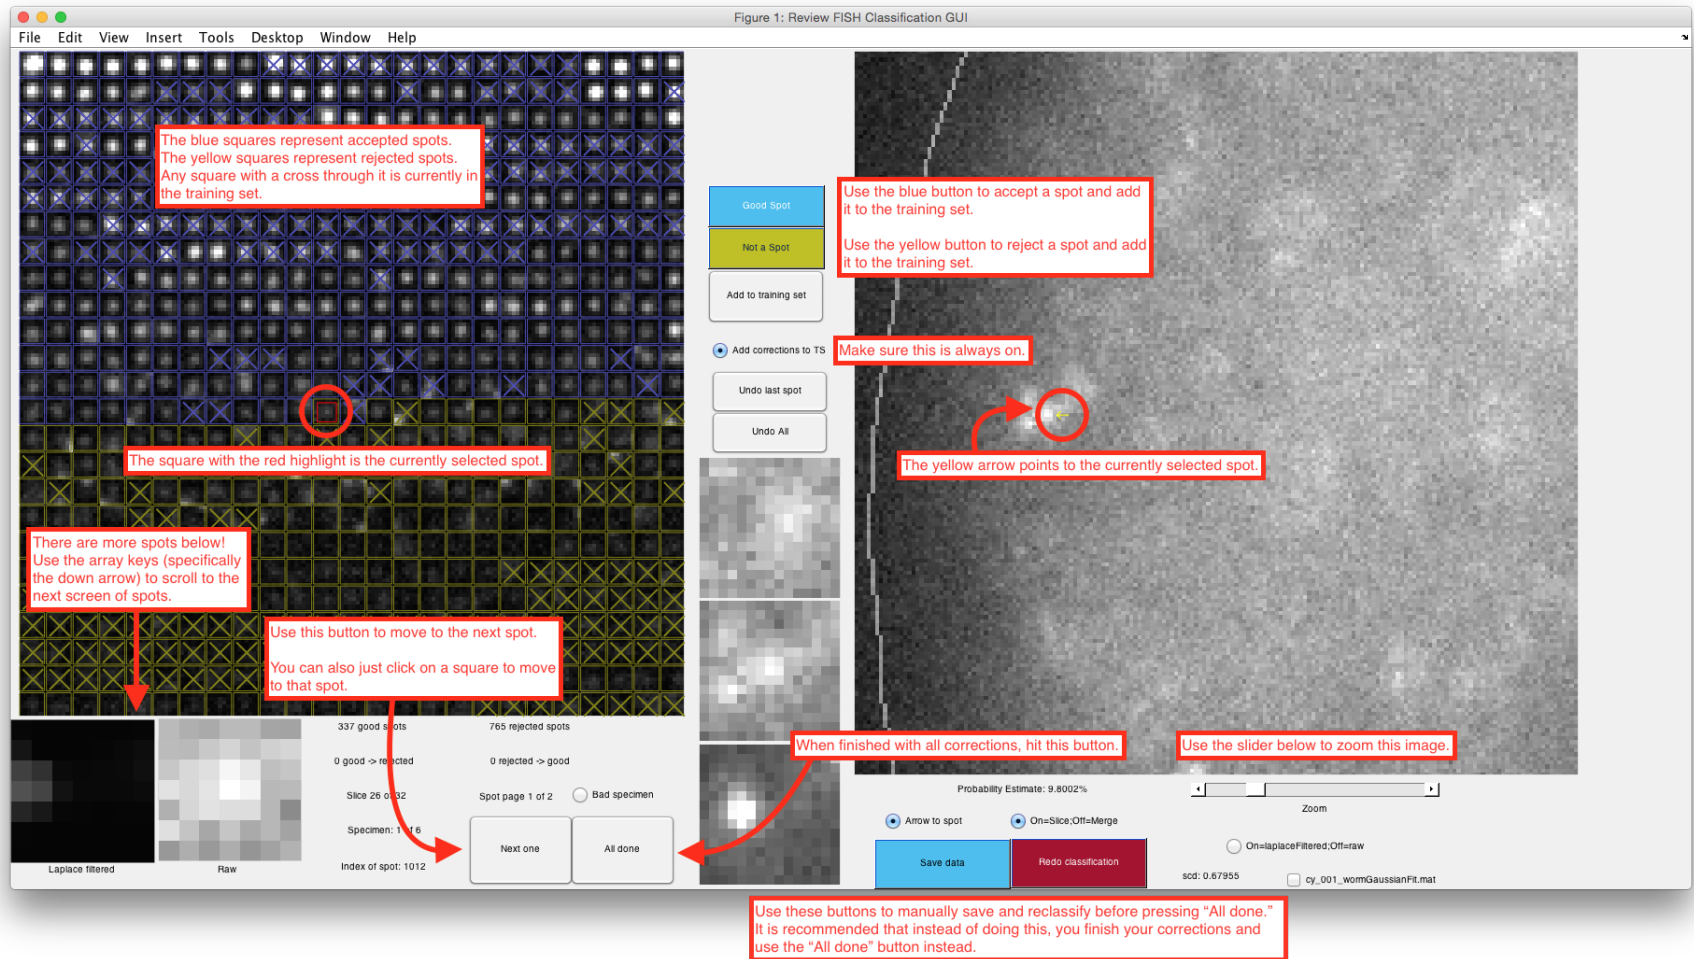 Figure 1: Review FISH Classification GUI
File Edit View Insert Tools Desktop Window Help
The blue squares represent accepted spots.
The yellow squares represent rejected spots.
Any square with a cross through it is currently in
the training set.
Good Spot
Not a Spot
Add to training set
Use the blue button to accept a spot and add
it to the training set.
Use the yellow button to reject a spot and add
it to the training set.
Add corrections to TS
Make sure this is always on.
Undo last spot
Undo All
The square with the red highlight is the currently selected spot.
The yellow arrow points to the currently selected spot.
There are more spots below!
Use the array keys (specifically
the down arrow) to scroll to the
next screen of spots.
Use this button to move to the next spot.
You can also just click on a square to move
to that spot.
When finished with all corrections, hit this button.
Use the slider below to zoom this image.
337 good spots
765 rejected spots
0 good -> rejected
0 rejected -> good
Slice 26 of 32
Spot page 1 of 2
Bad specimen
Specimen: 1 of 6
Index of spot: 1012
Next one
All done
Laplace filtered
Raw
Probability Estimate: 9.8002%
Zoom
Arrow to spot
On=Slice;Off=Merge
Save data
Redo classification
On=laplaceFiltered;Off=raw
scd: 0.67955
cy_001_wormGaussianFit.mat
Use these buttons to manually save and reclassify before pressing “All done.”
It is recommended that instead of doing this, you finish your corrections and
use the “All done” button instead.